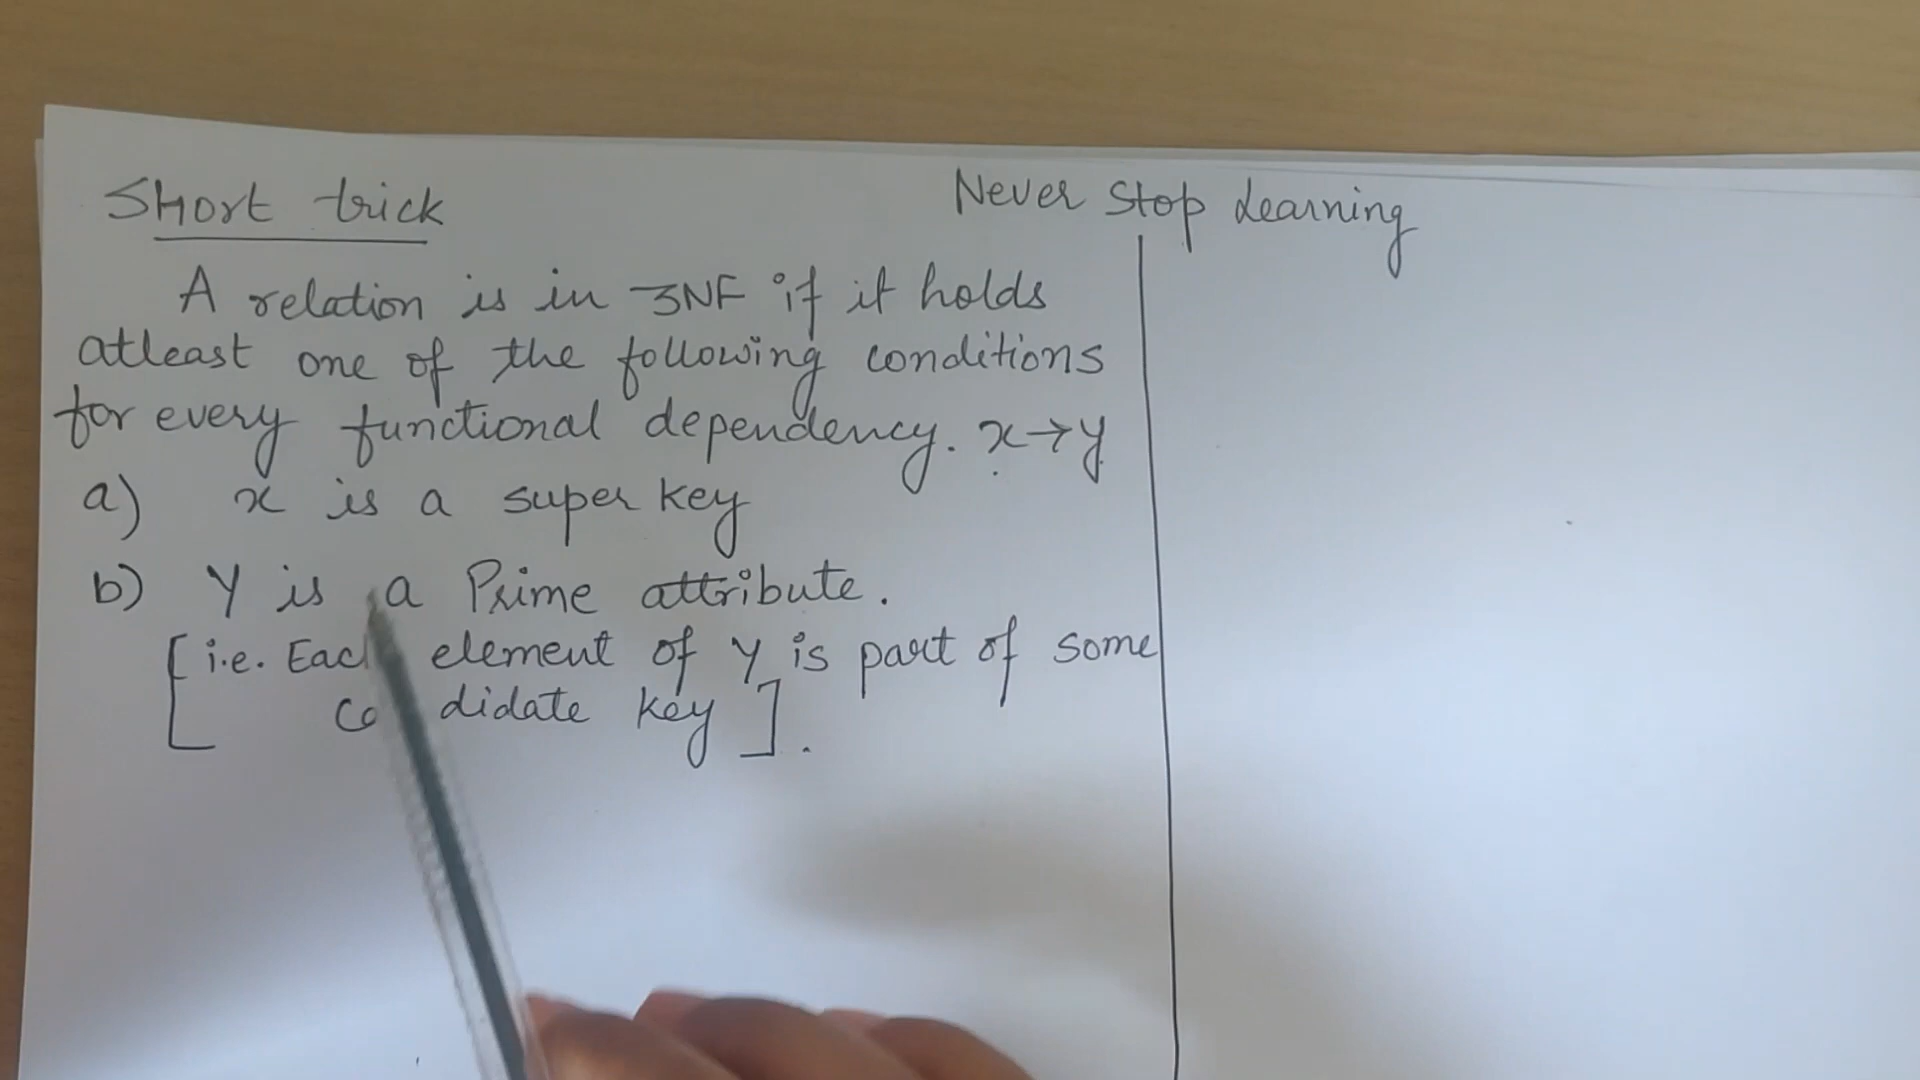 Short trick
Never Stop Learning
A relation is in 3NF if it holds
atleast one of the following conditions
for every functional dependency. x→y
a) x is a super key
b) Y is a Prime attribute.
[i.e. Each element of Y is part of some
didate key].